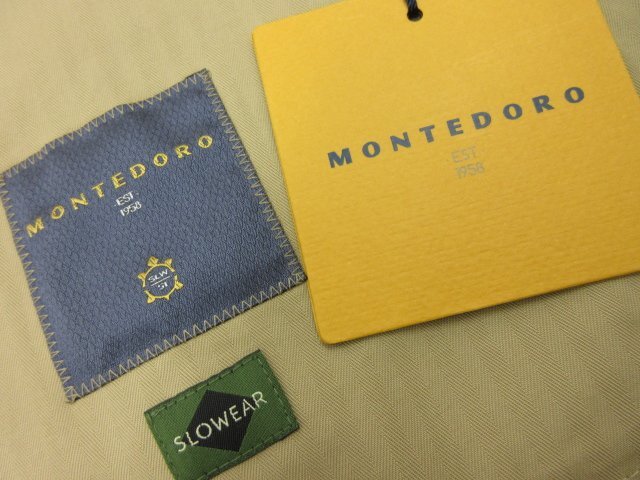 MONTEDORO
EST.
1958
SLW
ST
MONTEDORO
EST.
1958
SLOWEAR